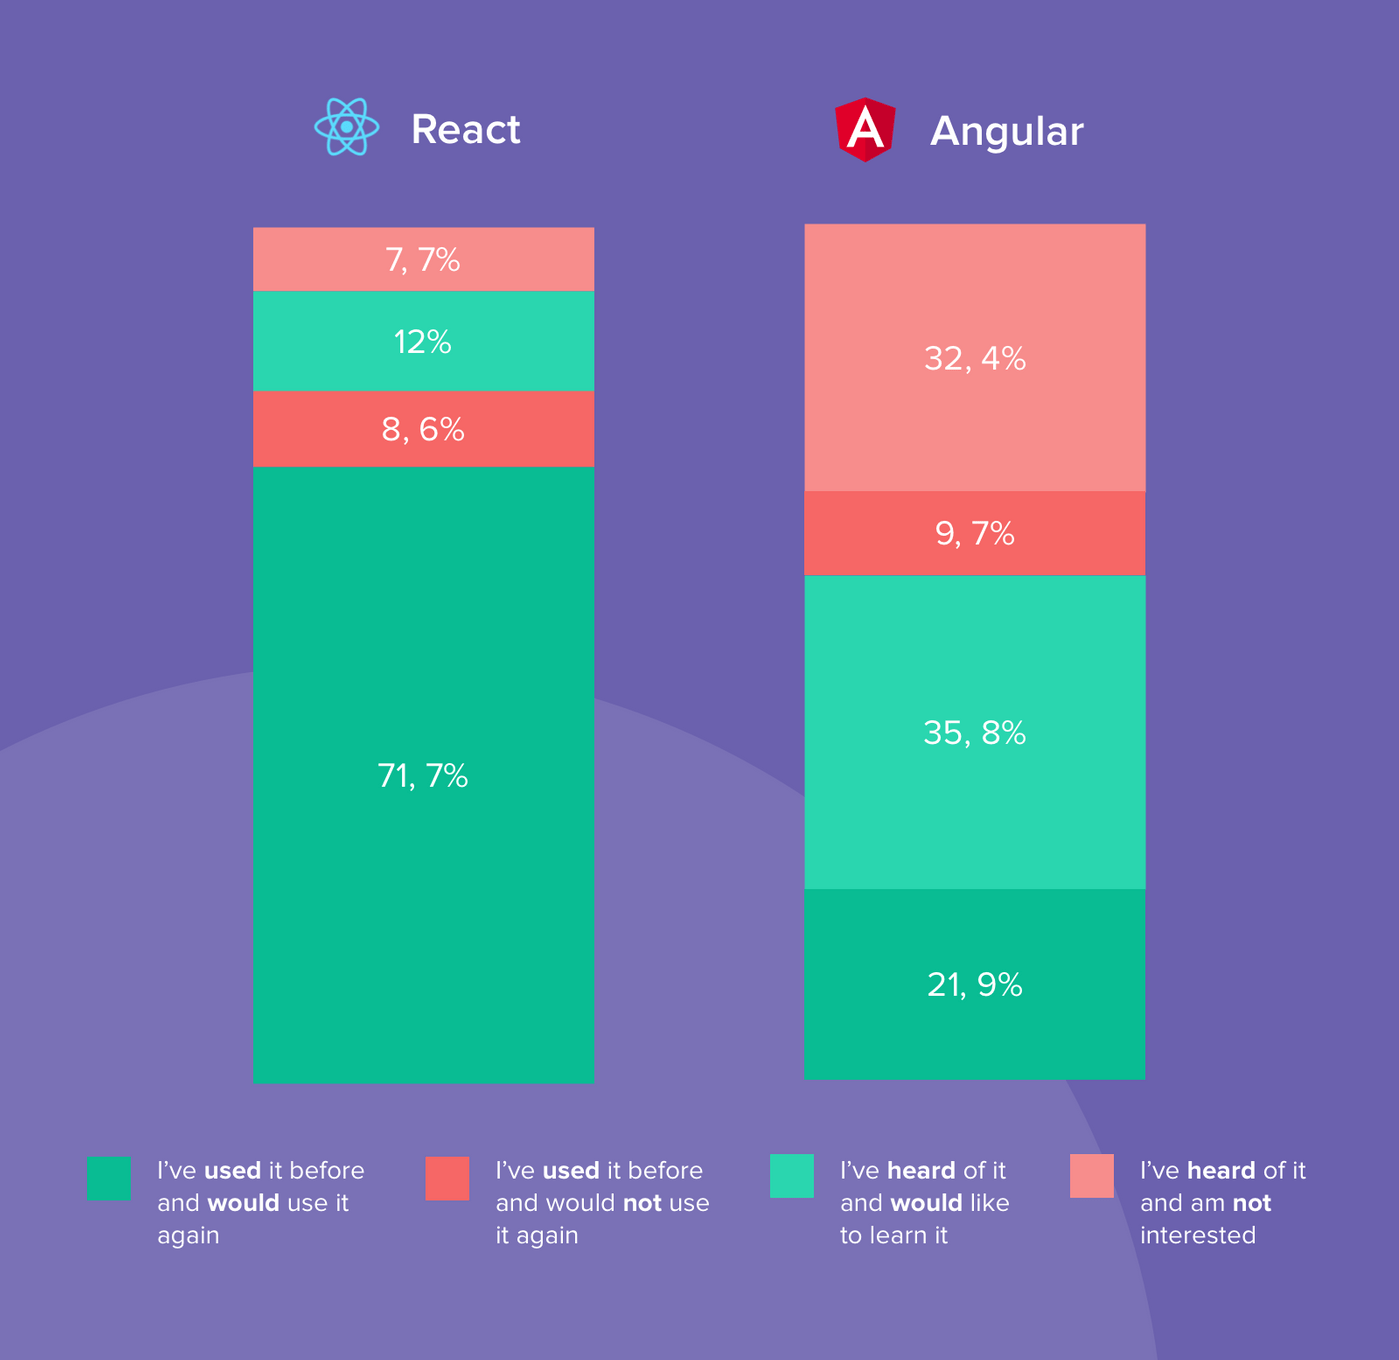 React
Angular
7, 7%
12%
8, 6%
71, 7%
32, 4%
9, 7%
35, 8%
21, 9%
I’ve used it before
and would use it
again
I’ve used it before
and would not use
it again
I’ve heard of it
and would like
to learn it
I’ve heard of it
and am not
interested